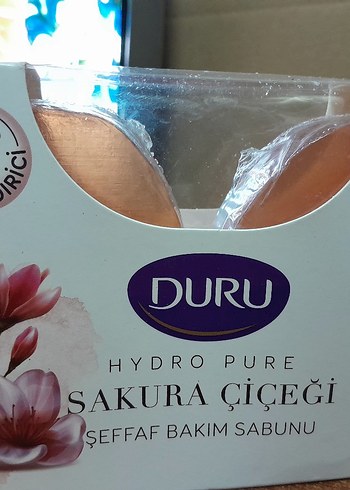 DURU
HYDRO PURE
SAKURA ÇİÇEĞİ
ŞEFFAF BAKIM SABUNU